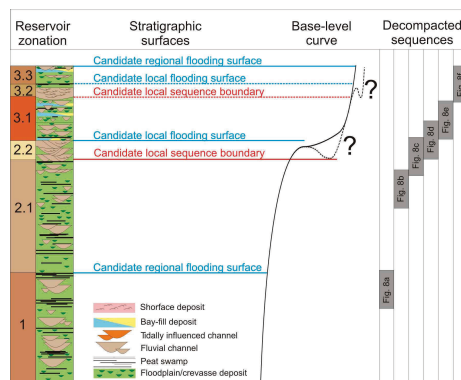 Reservoir zonation
Stratigraphic surfaces
Base-level curve
Decompacted sequences
3.3
3.2
3.1
2.2
2.1
1
Candidate regional flooding surface
Candidate local flooding surface
Candidate local sequence boundary
Candidate local flooding surface
Candidate local sequence boundary
Candidate regional flooding surface
?
?
Fig. 8a
Fig. 8b
Fig. 8c
Fig. 8d
Fig. 8e
Shorface deposit
Bay-fill deposit
Tidally influenced channel
Fluvial channel
Peat swamp
Floodplain/crevasse deposit